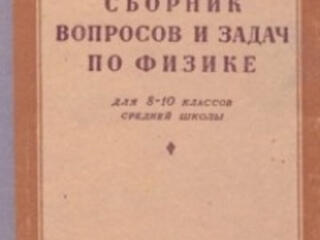 СБОРНИК
ВОПРОСОВ И ЗАДАЧ
ПО ФИЗИКЕ
ДЛЯ 8-10 КЛАССОВ
СРЕДНЕЙ ШКОЛЫ